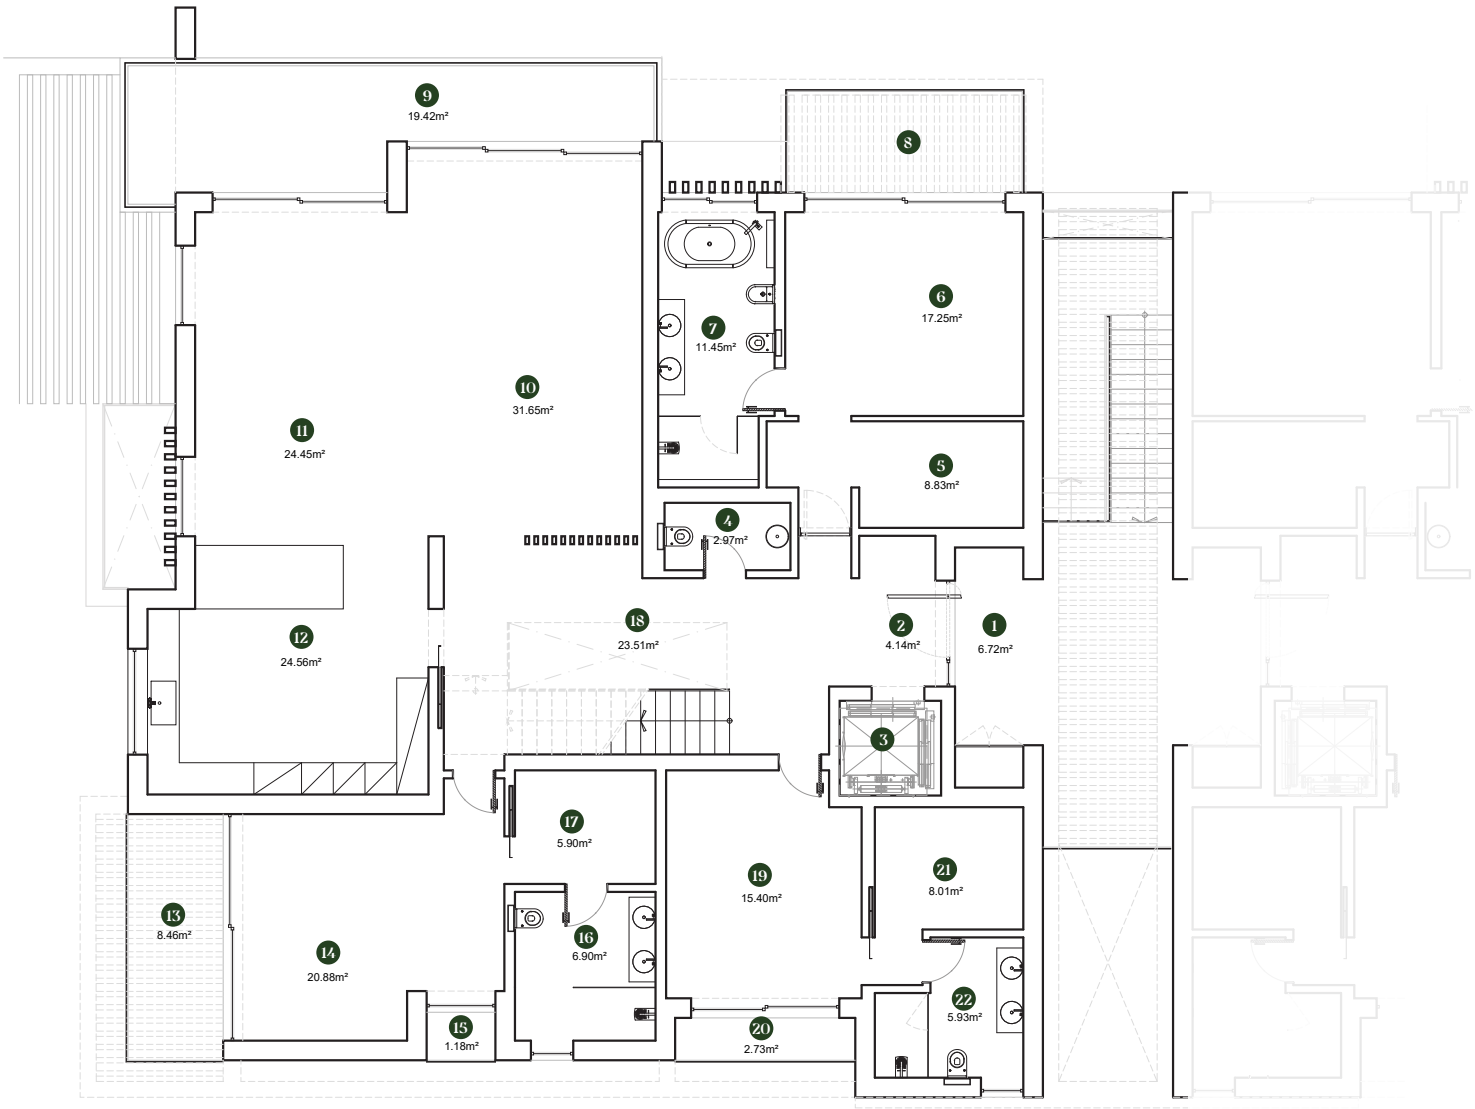 9
19.42m²
8
6
17.25m²
7
11.45m²
10
31.65m²
11
24.45m²
5
8.83m²
4
2.97m²
18
23.51m²
2
4.14m²
1
6.72m²
12
24.56m²
3
17
5.90m²
19
15.40m²
21
8.01m²
13
8.46m²
14
20.88m²
16
6.90m²
22
5.93m²
15
1.18m²
20
2.73m²